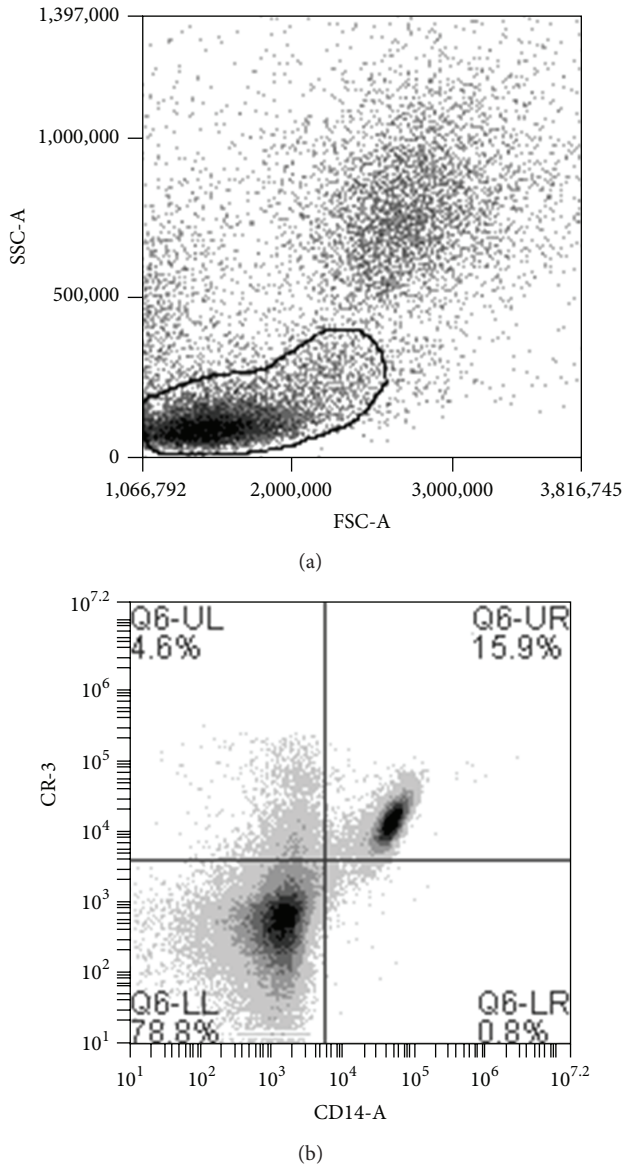 1,397,000
1,000,000
500,000
0
SSC-A
1,066,792 2,000,000 3,000,000 3,816,745
FSC-A
(a)
Q6-UL Q6-UR
4.6% 15.9%
10^7.2
10^6
10^5
10^4
10^3
10^2
10^1
CR-3
Q6-LL Q6-LR
78.8% 0.8%
10^1 10^2 10^3 10^4 10^5 10^6 10^7.2
CD14-A
(b)